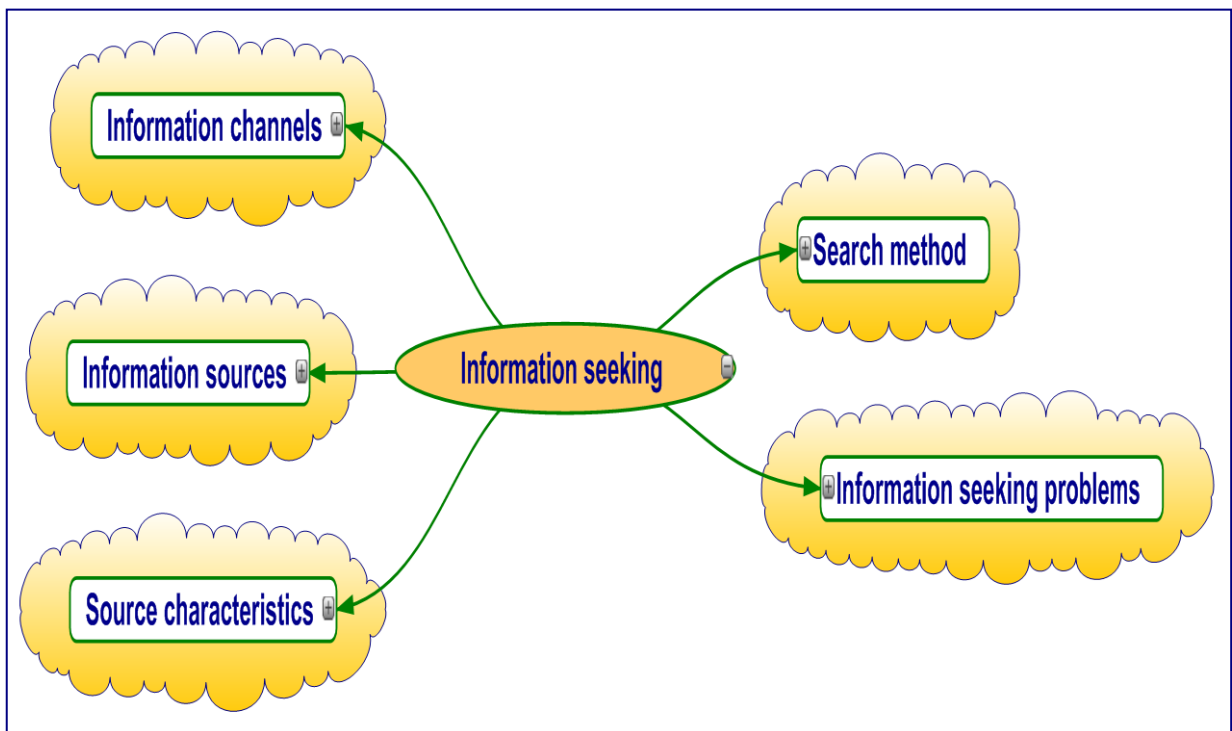 Information channels
Search method
Information sources
Information seeking
Information seeking problems
Source characteristics